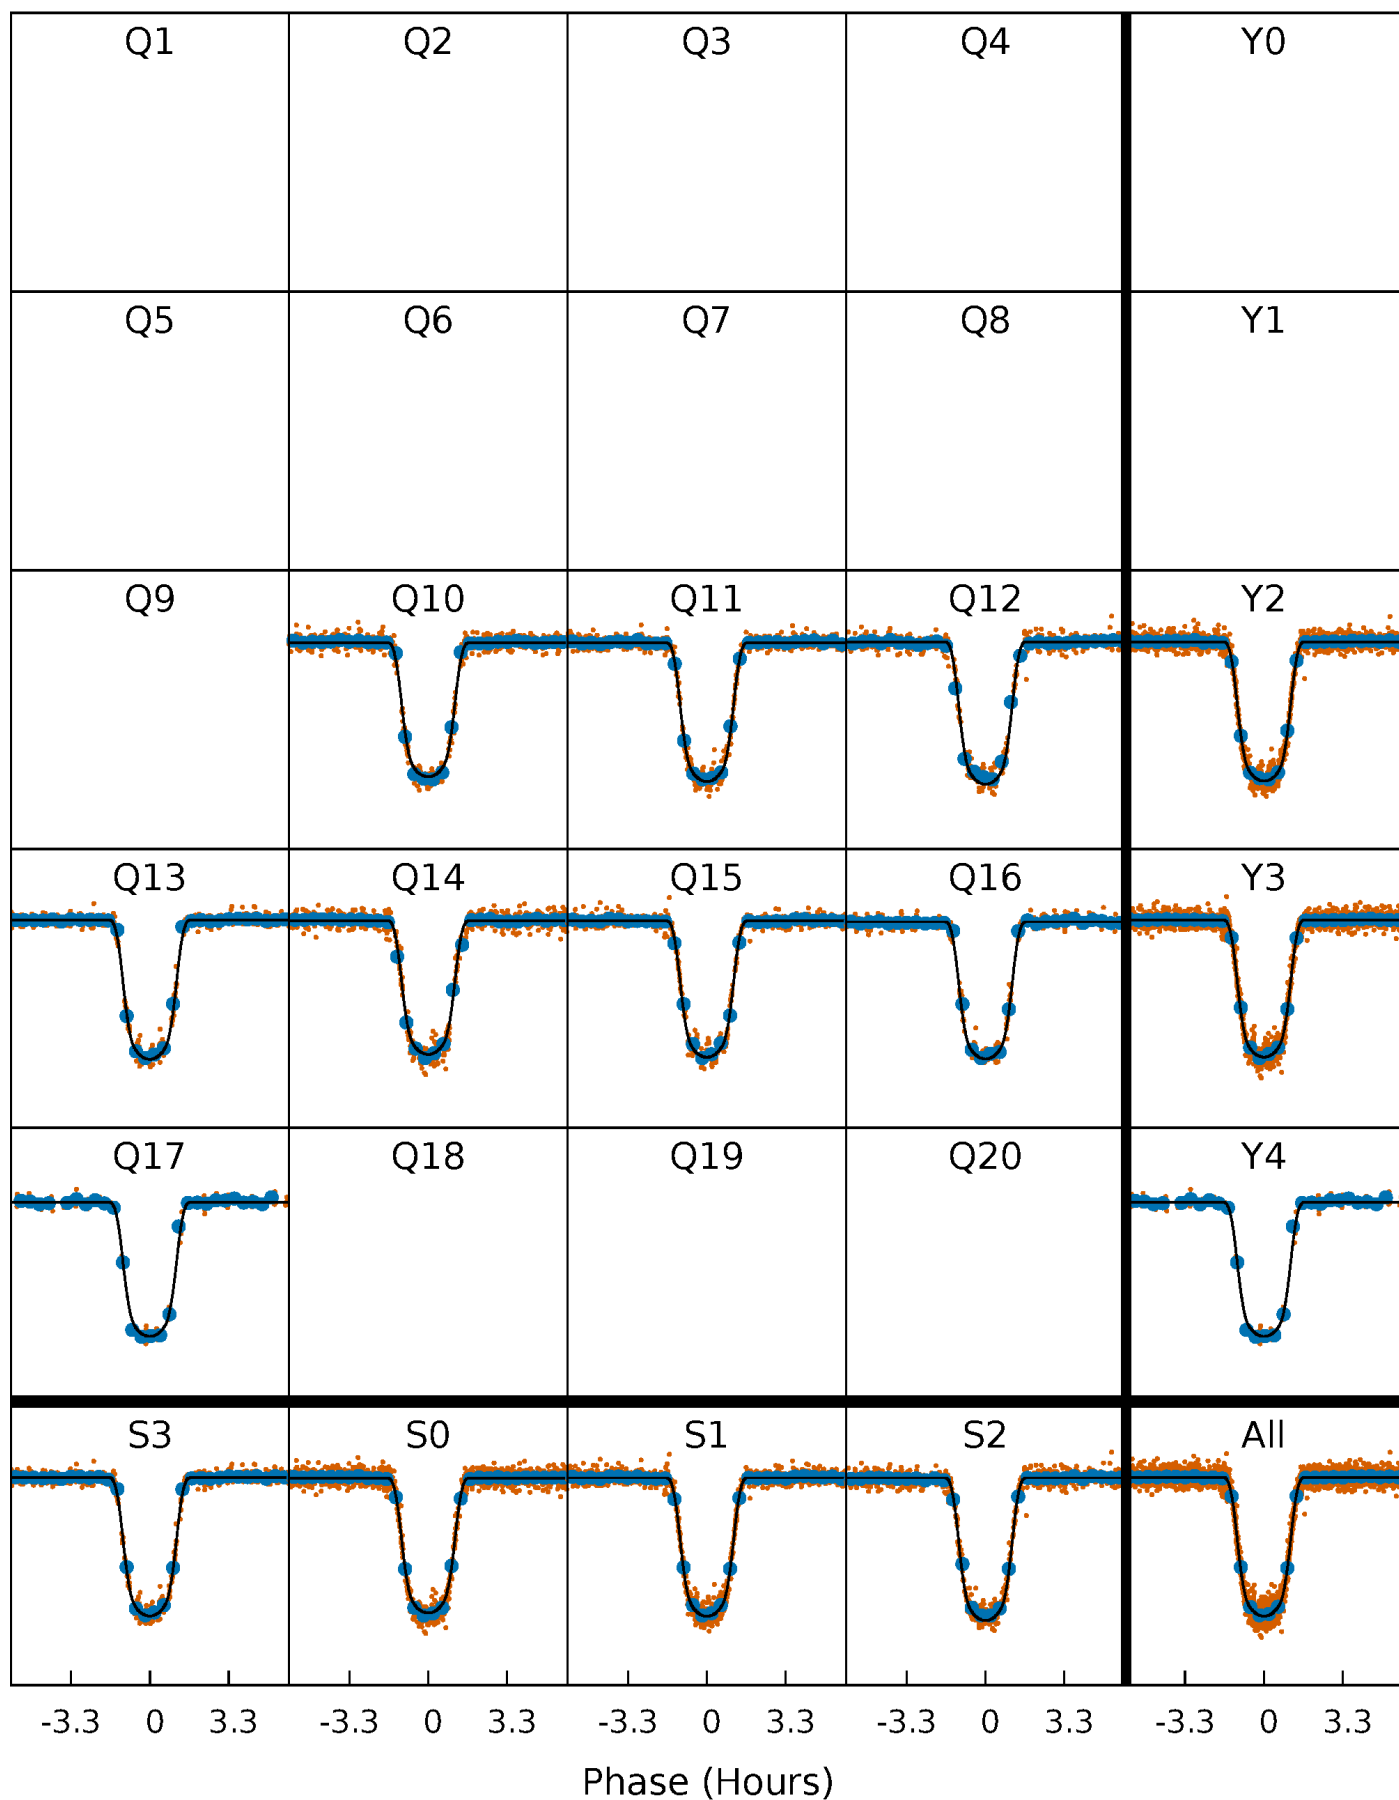 Q1 Q2 Q3 Q4 Y0
Q5 Q6 Q7 Q8 Y1
Q9 Q10 Q11 Q12 Y2
Q13 Q14 Q15 Q16 Y3
Q17 Q18 Q19 Q20 Y4
S3 S0 S1 S2 All
-3.3 0 3.3 -3.3 0 3.3 -3.3 0 3.3 -3.3 0 3.3 -3.3 0 3.3
Phase (Hours)